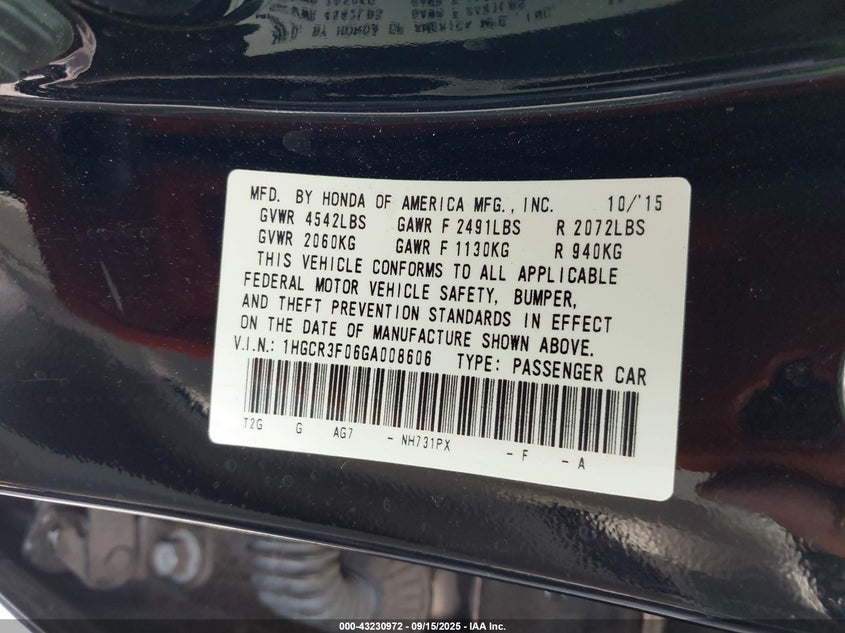 MFD. BY HONDA OF AMERICA MFG., INC. 10/'15
GVWR 4542LBS GAWR F 2491LBS R 2072LBS
GVWR 2060KG GAWR F 1130KG R 940KG
THIS VEHICLE CONFORMS TO ALL APPLICABLE
FEDERAL MOTOR VEHICLE SAFETY, BUMPER,
AND THEFT PREVENTION STANDARDS IN EFFECT
ON THE DATE OF MANUFACTURE SHOWN ABOVE.
V.I.N.: 1HGCR3F06GA008606 TYPE: PASSENGER CAR
T2G G AG7 - NH731PX - F - A
000-43230972 - 09/15/2025 - IAA Inc.